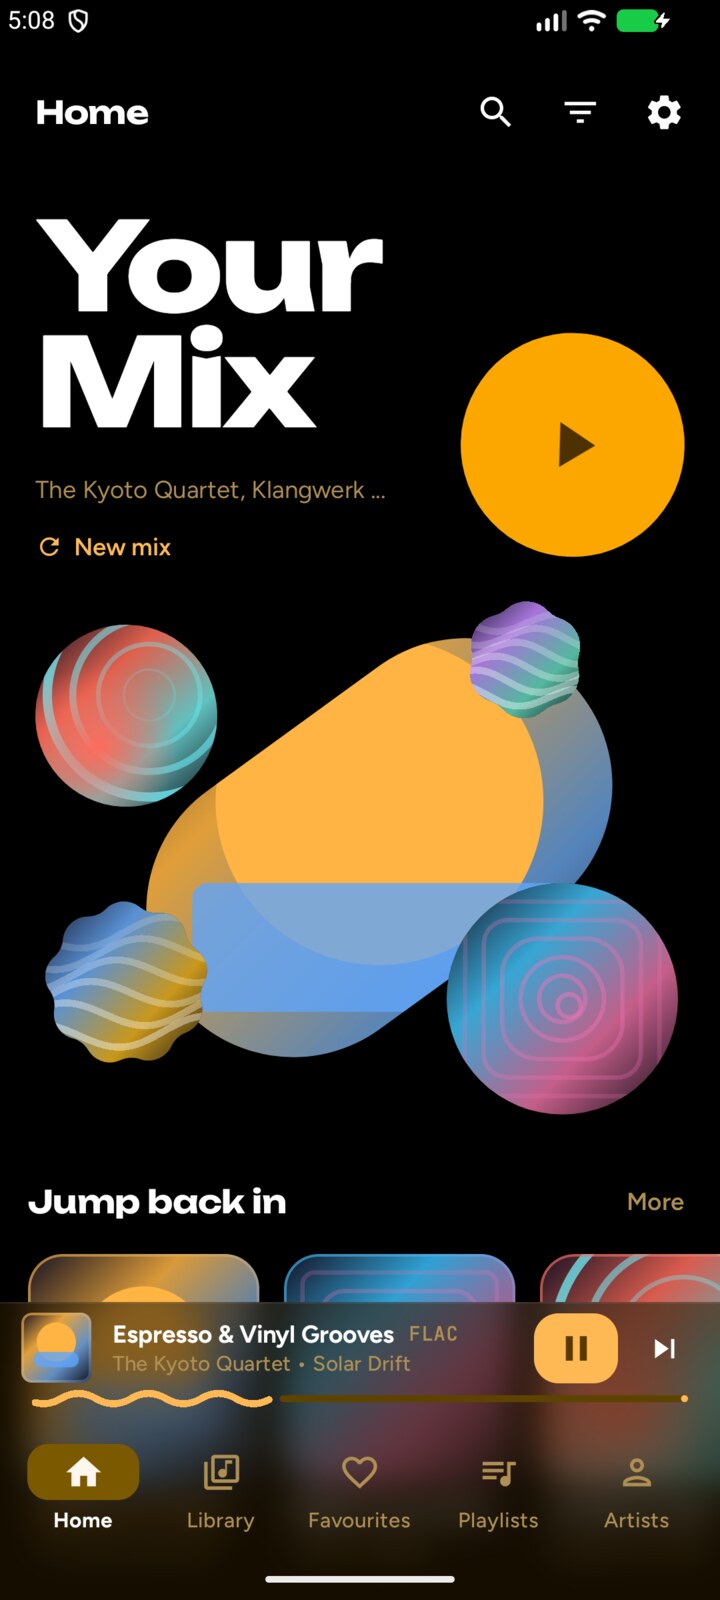 5:08
Home
Your
Mix
The Kyoto Quartet, Klangwerk ...
New mix
Jump back in
More
Espresso & Vinyl Grooves FLAC
The Kyoto Quartet • Solar Drift
Home
Library
Favourites
Playlists
Artists